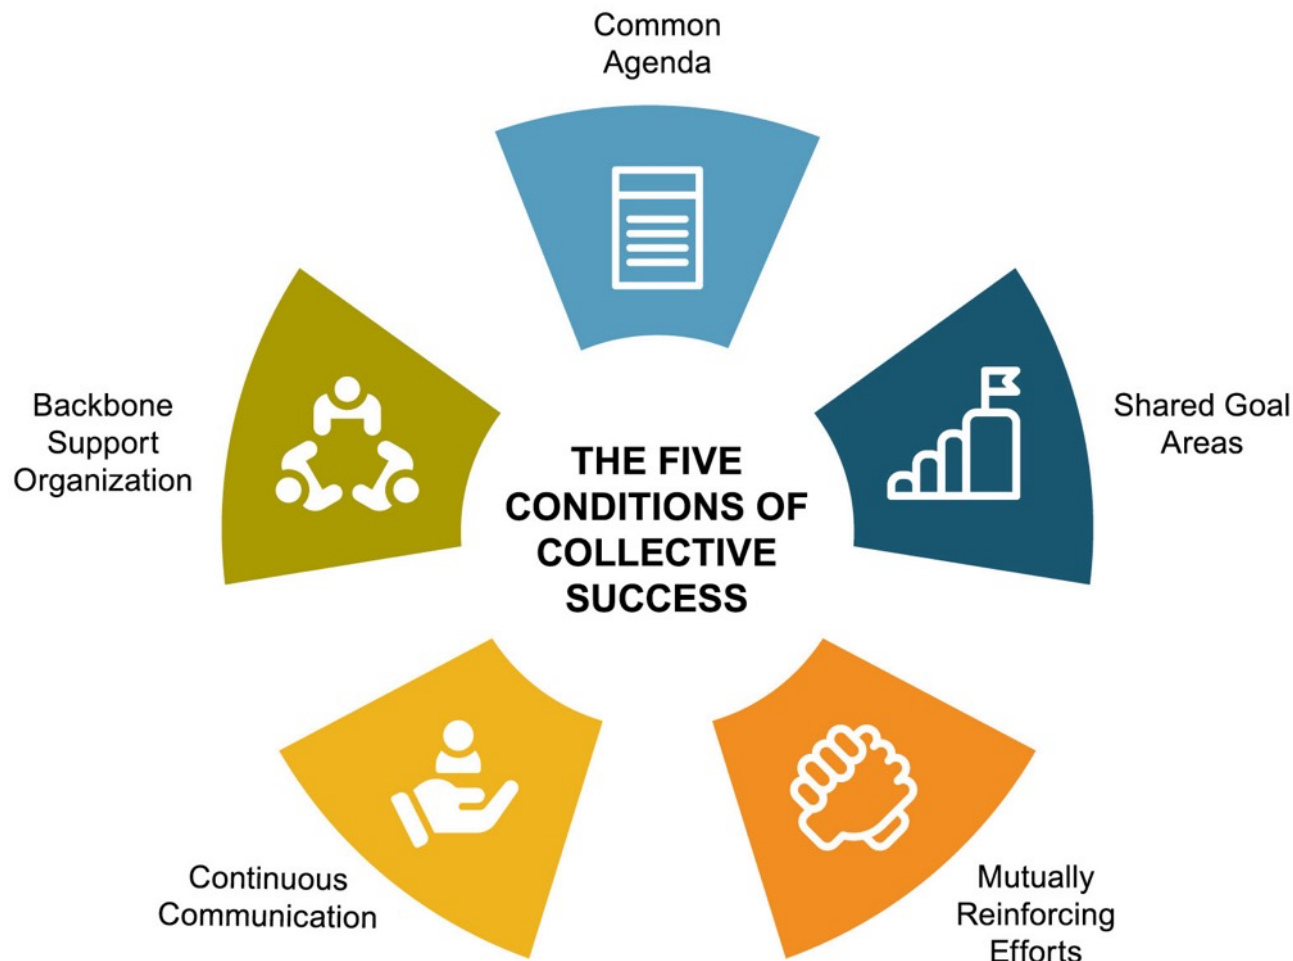 Common
Agenda
Shared Goal
Areas
Mutually
Reinforcing
Efforts
Continuous
Communication
Backbone
Support
Organization
THE FIVE
CONDITIONS OF
COLLECTIVE
SUCCESS